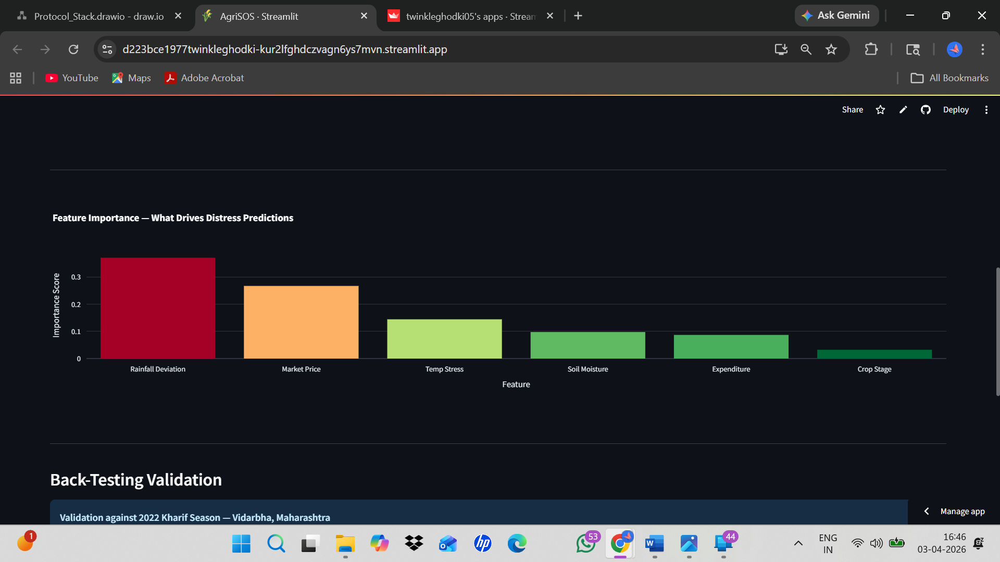 Protocol_Stack.drawio - draw.io
AgriSOS · Streamlit
twinkleghodki05's apps · Stream
Ask Gemini
d223bce1977twinkleghodki-kur2lfghdczvagn6ys7mvn.streamlit.app
YouTube
Maps
Adobe Acrobat
All Bookmarks
Share
Deploy
Feature Importance — What Drives Distress Predictions
Importance Score
0.3
0.2
0.1
0
Rainfall Deviation
Market Price
Temp Stress
Soil Moisture
Expenditure
Crop Stage
Feature
Back-Testing Validation
Validation against 2022 Kharif Season — Vidarbha, Maharashtra
Manage app
1
hp
53
W
44
ENG
IN
16:46
03-04-2026